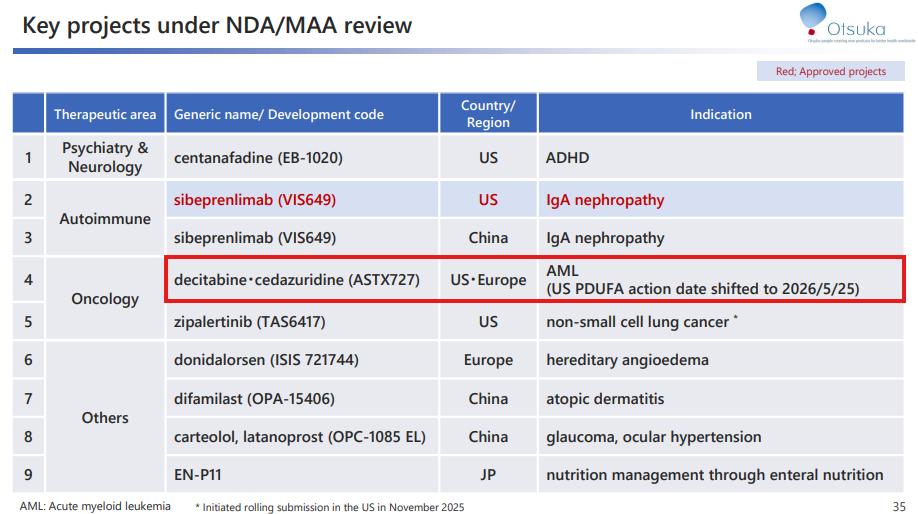 Key projects under NDA/MAA review
Otsuka
Otsuka-people creating new products for better health worldwide
Red; Approved projects
Therapeutic area Generic name/ Development code Country/ Region Indication
1 Psychiatry & Neurology centanafadine (EB-1020) US ADHD
2 Autoimmune sibeprenlimab (VIS649) US IgA nephropathy
3 sibeprenlimab (VIS649) China IgA nephropathy
4 Oncology decitabine・cedazuridine (ASTX727) US・Europe AML
(US PDUFA action date shifted to 2026/5/25)
5 zipalertinib (TAS6417) US non-small cell lung cancer *
6 Others donidalorsen (ISIS 721744) Europe hereditary angioedema
7 difamilast (OPA-15406) China atopic dermatitis
8 carteolol, latanoprost (OPC-1085 EL) China glaucoma, ocular hypertension
9 EN-P11 JP nutrition management through enteral nutrition
AML: Acute myeloid leukemia * Initiated rolling submission in the US in November 2025
35